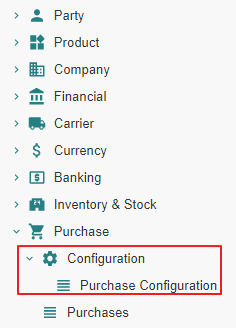 Party
Product
Company
Financial
Carrier
Currency
Banking
Inventory & Stock
Purchase
Configuration
Purchase Configuration
Purchases